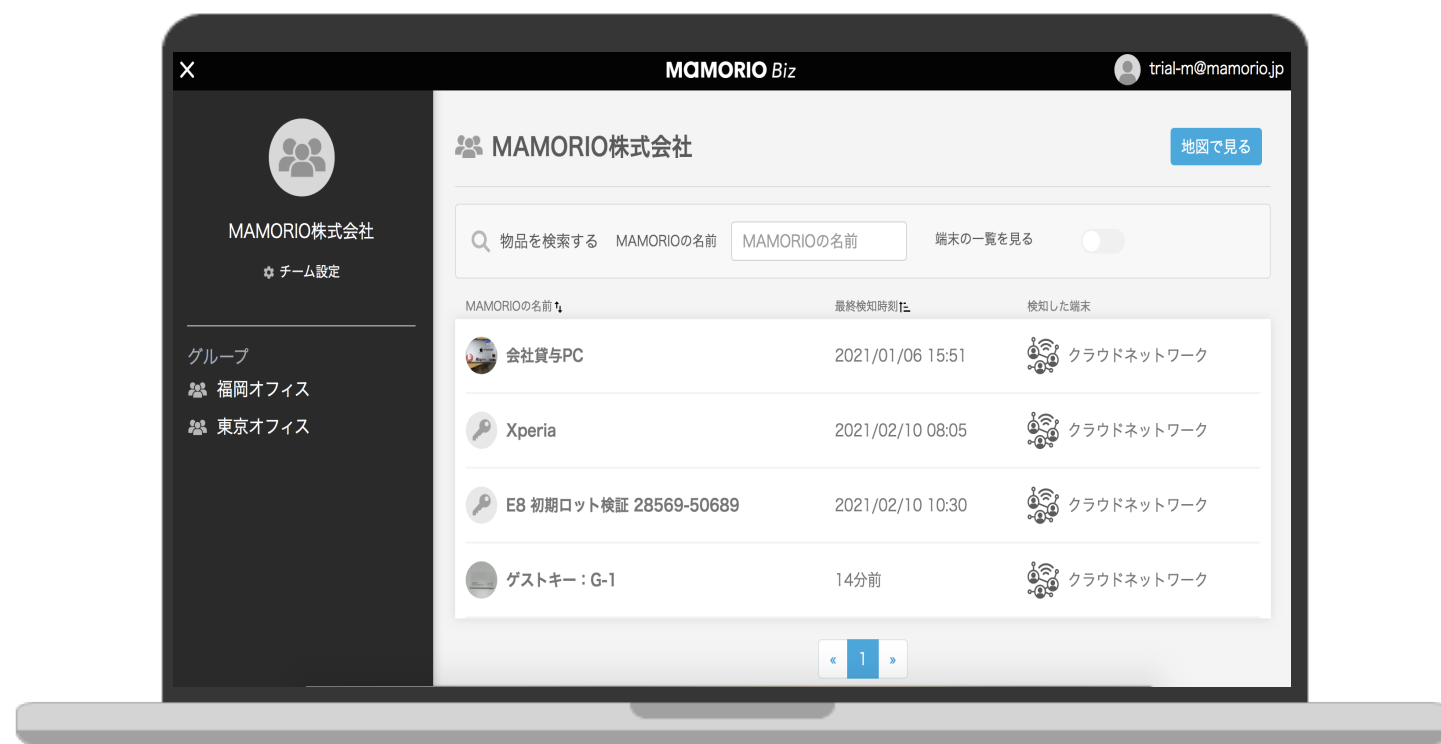 X
MAMORIO Biz
trial-m@mamorio.jp
MAMORIO株式会社
チーム設定
グループ
福岡オフィス
東京オフィス
MAMORIO株式会社
地図で見る
物品を検索する MAMORIOの名前 MAMORIOの名前 端末の一覧を見る
MAMORIOの名前 最終検知時刻 検知した端末
会社貸与PC 2021/01/06 15:51 クラウドネットワーク
Xperia 2021/02/10 08:05 クラウドネットワーク
E8 初期ロット検証 28569-50689 2021/02/10 10:30 クラウドネットワーク
ゲストキー：G-1 14分前 クラウドネットワーク
« 1 »